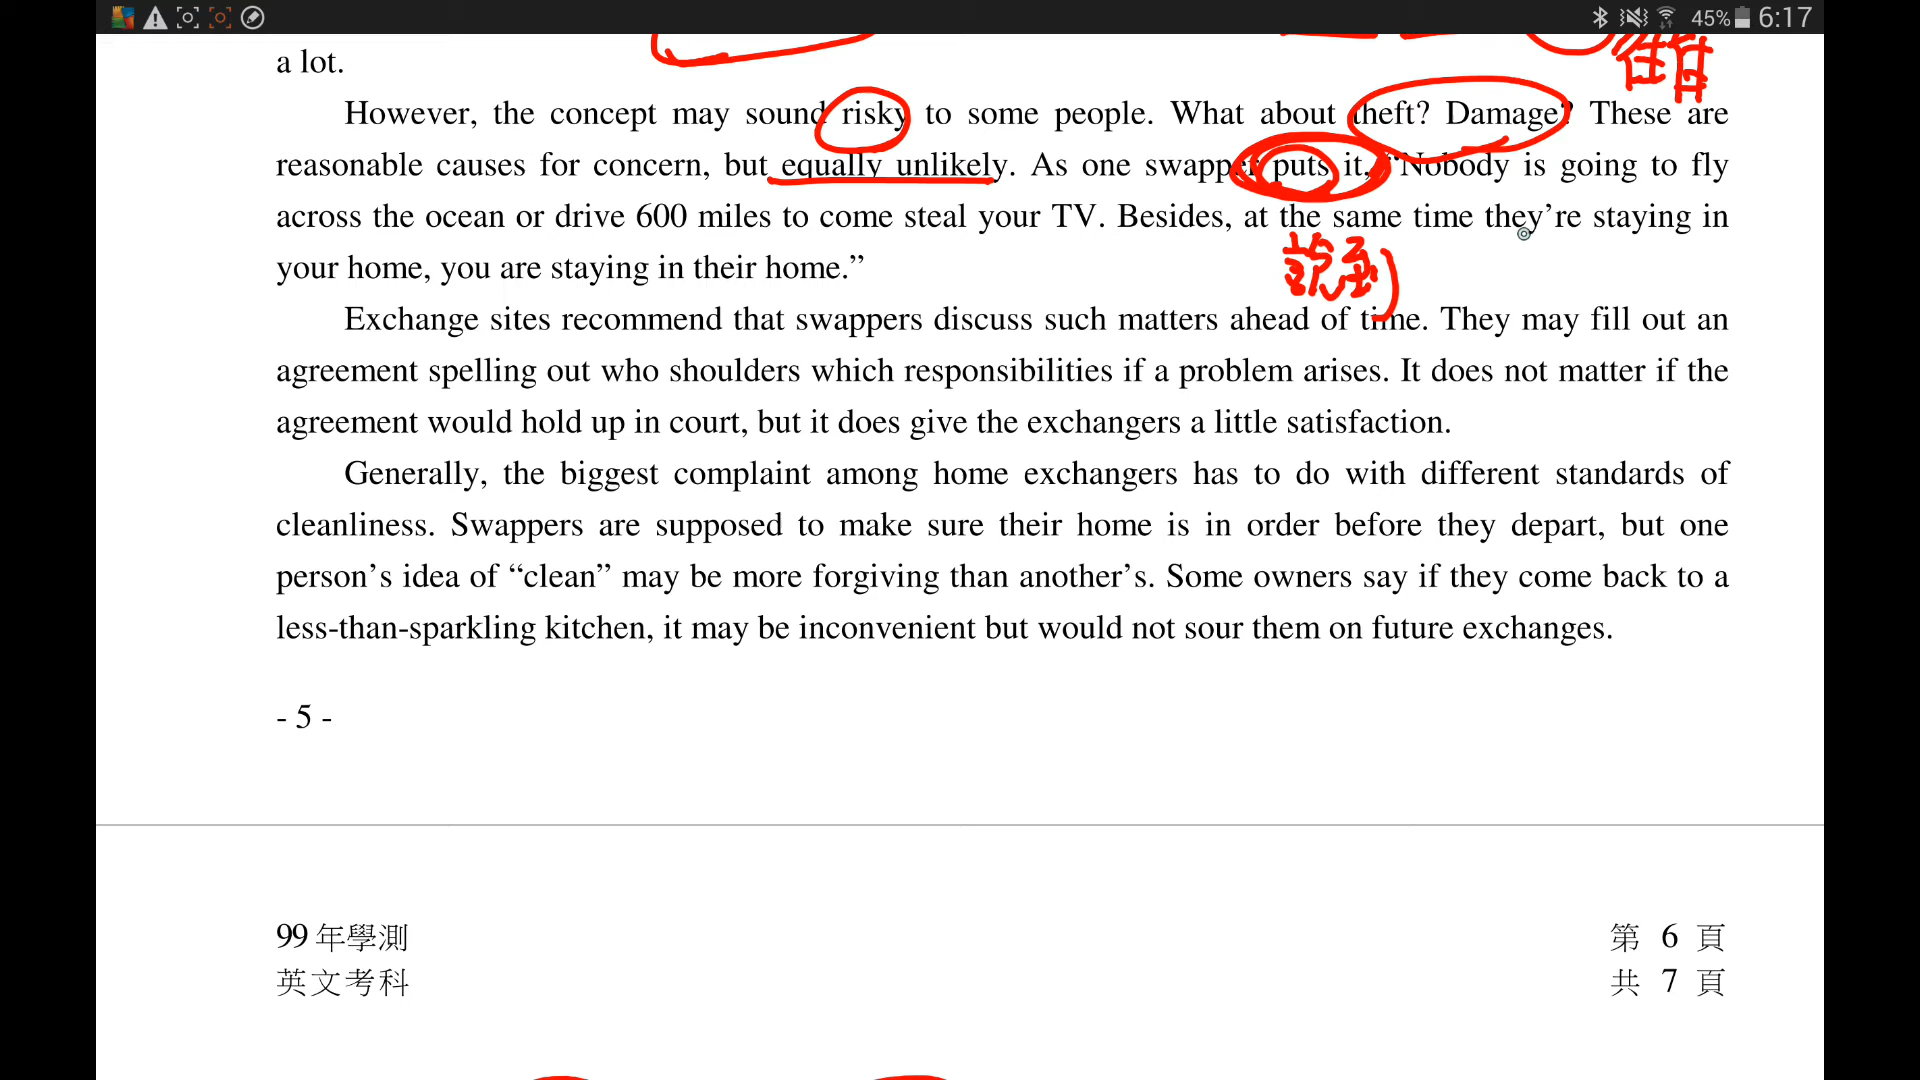 45% 6:17
a lot.
借
However, the concept may sound risky to some people. What about theft? Damage? These are
reasonable causes for concern, but equally unlikely. As one swapper puts it, “Nobody is going to fly
across the ocean or drive 600 miles to come steal your TV. Besides, at the same time they’re staying in
說到
your home, you are staying in their home.”
Exchange sites recommend that swappers discuss such matters ahead of time. They may fill out an
agreement spelling out who shoulders which responsibilities if a problem arises. It does not matter if the
agreement would hold up in court, but it does give the exchangers a little satisfaction.
Generally, the biggest complaint among home exchangers has to do with different standards of
cleanliness. Swappers are supposed to make sure their home is in order before they depart, but one
person’s idea of “clean” may be more forgiving than another’s. Some owners say if they come back to a
less-than-sparkling kitchen, it may be inconvenient but would not sour them on future exchanges.
- 5 -
99 年學測 第 6 頁
英文考科 共 7 頁